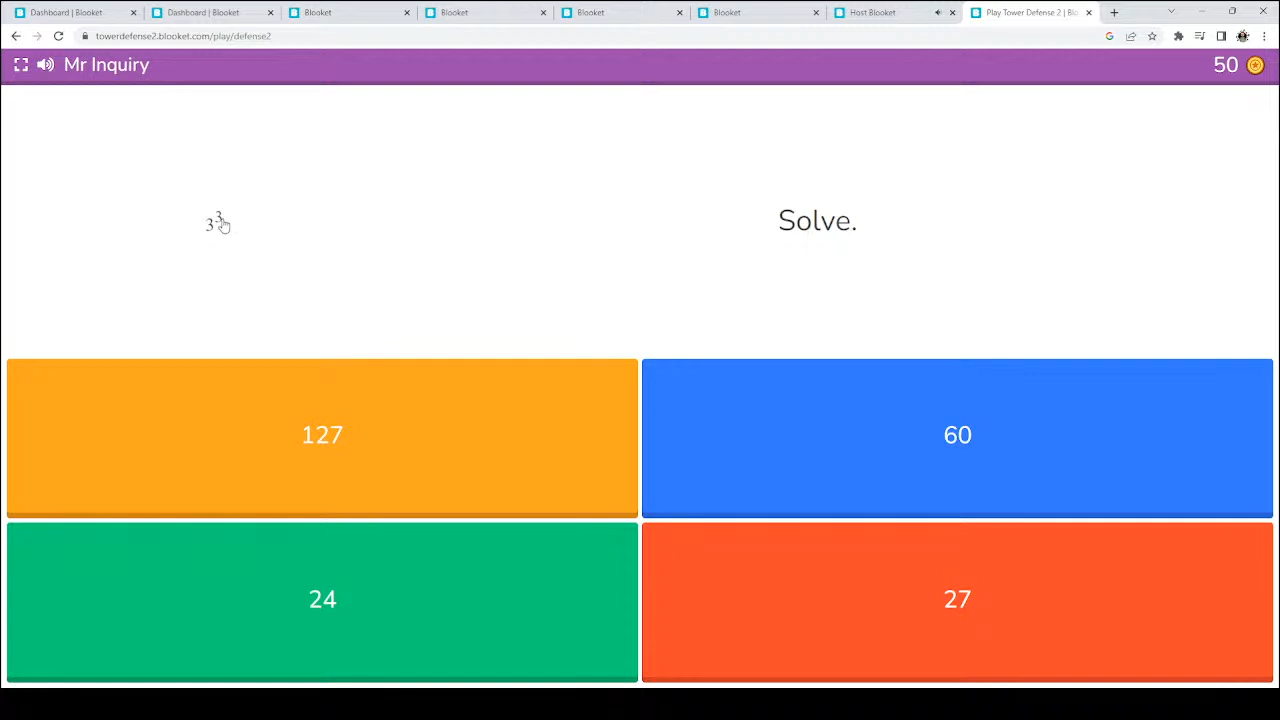 Dashboard | Blooket
Dashboard | Blooket
Blooket
Blooket
Blooket
Blooket
Host Blooket
Play Tower Defense 2 | Blo
towerdefense2.blooket.com/play/defense2
Mr Inquiry
50
3³
Solve.
127
60
24
27